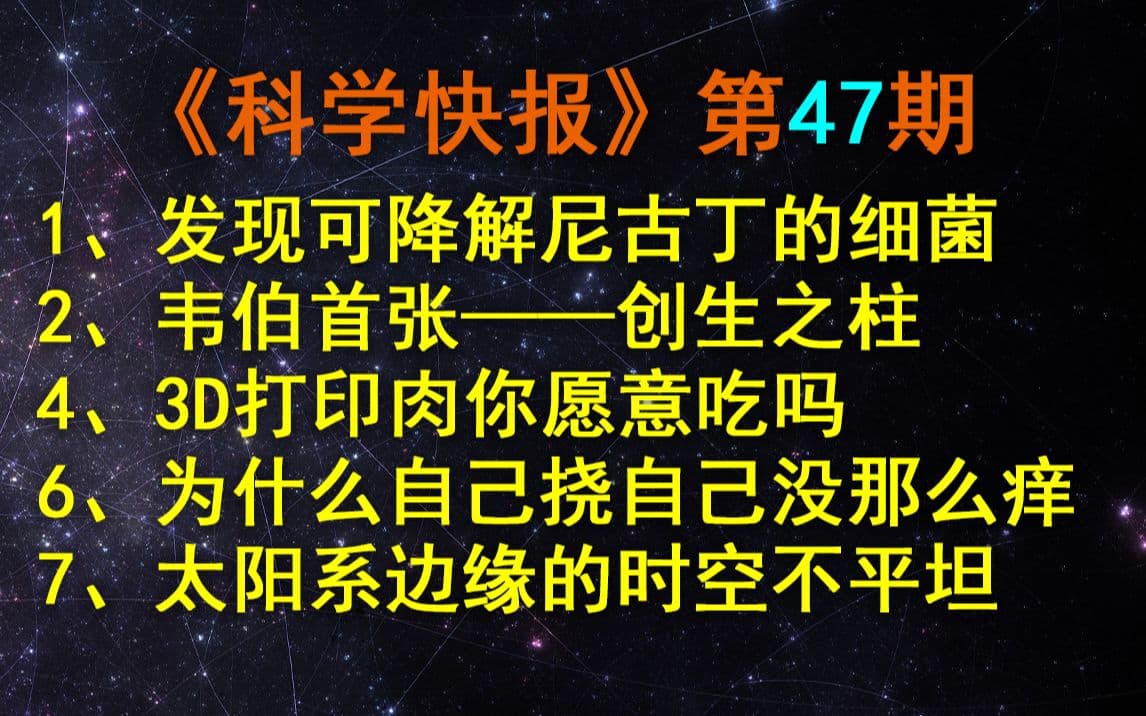 《科学快报》第47期
1、发现可降解尼古丁的细菌
2、韦伯首张——创生之柱
4、3D打印肉你愿意吃吗
6、为什么自己挠自己没那么痒
7、太阳系边缘的时空不平坦